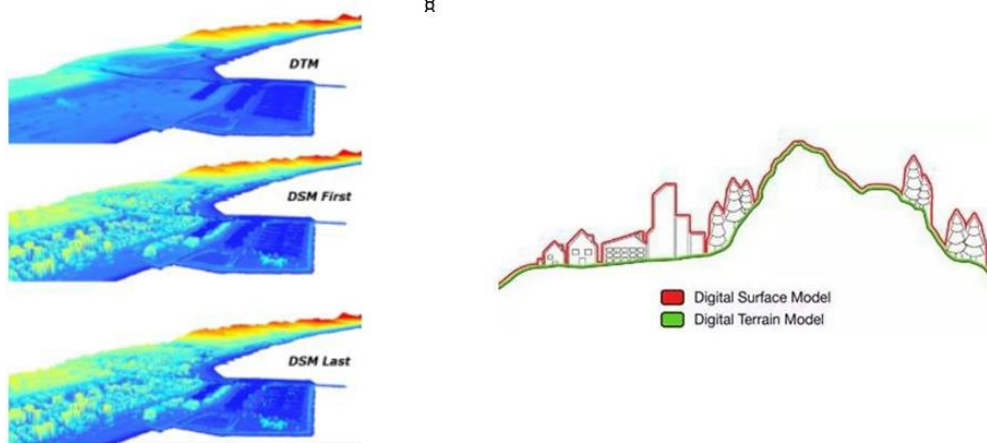 ¤
DTM
DSM First
DSM Last
Digital Surface Model
Digital Terrain Model